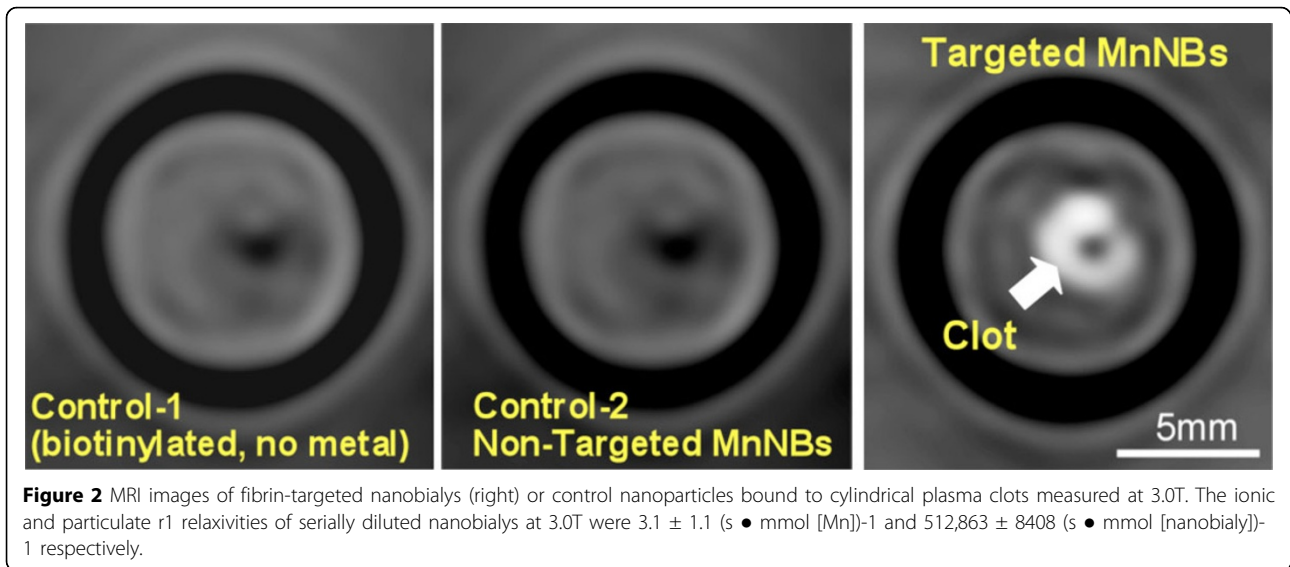 Control-1
(biotinylated, no metal)
Control-2
Non-Targeted MnNBs
Targeted MnNBs
Clot
5mm
Figure 2 MRI images of fibrin-targeted nanobialys (right) or control nanoparticles bound to cylindrical plasma clots measured at 3.0T. The ionic
and particulate r1 relaxivities of serially diluted nanobialys at 3.0T were 3.1 ± 1.1 (s ● mmol [Mn])-1 and 512,863 ± 8408 (s ● mmol [nanobialy])-
1 respectively.